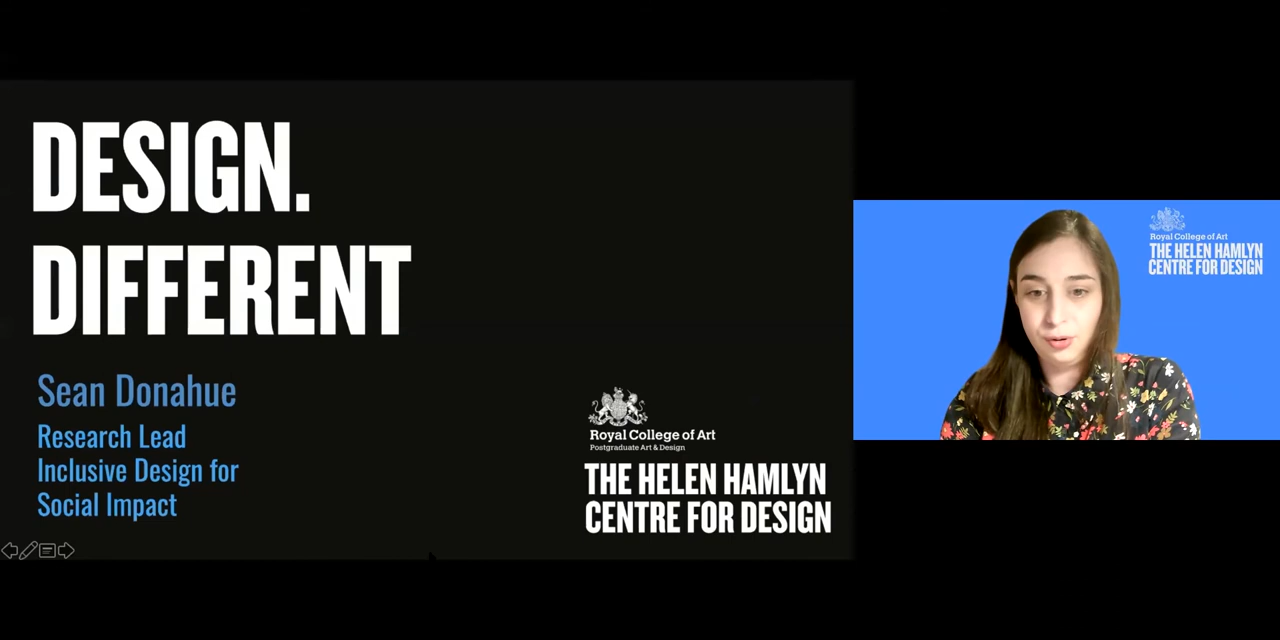 DESIGN.
DIFFERENT
Sean Donahue
Research Lead
Inclusive Design for
Social Impact
Royal College of Art
Postgraduate Art & Design
THE HELEN HAMLYN
CENTRE FOR DESIGN
Royal College of Art
THE HELEN HAMLYN
CENTRE FOR DESIGN